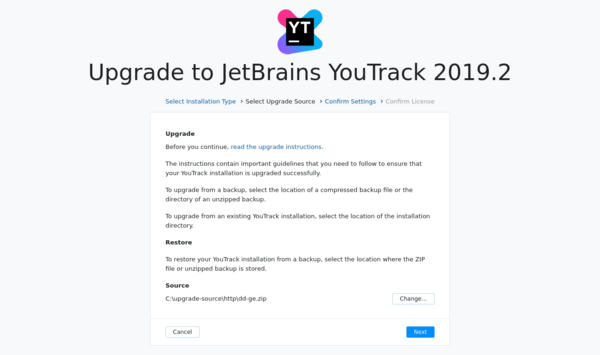 YT
Upgrade to JetBrains YouTrack 2019.2
Select Installation Type › Select Upgrade Source › Confirm Settings › Confirm License
Upgrade
Before you continue, read the upgrade instructions.
The instructions contain important guidelines that you need to follow to ensure that
your YouTrack installation is upgraded successfully.
To upgrade from a backup, select the location of a compressed backup file or the
directory of an unzipped backup.
To upgrade from an existing YouTrack installation, select the location of the installation
directory.
Restore
To restore your YouTrack installation from a backup, select the location where the ZIP
file or unzipped backup is stored.
Source
C:\upgrade-source\http\dd-ge.zip
Change...
Cancel
Next